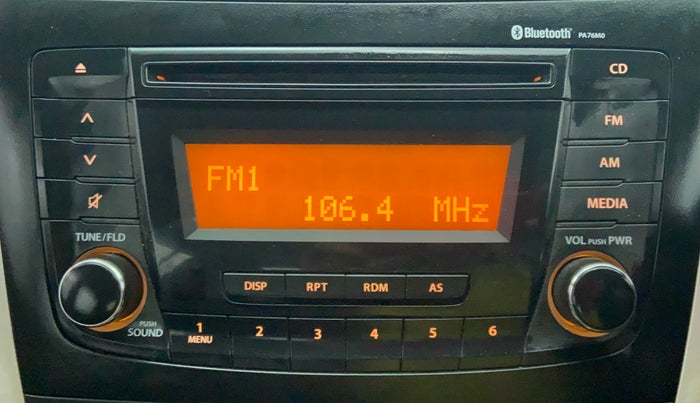 Bluetooth PA76M0
CD
FM
AM
MEDIA
FM1
106.4 MHz
TUNE/FLD
VOL PUSH PWR
DISP RPT RDM AS
PUSH SOUND
1 MENU 2 3 4 5 6